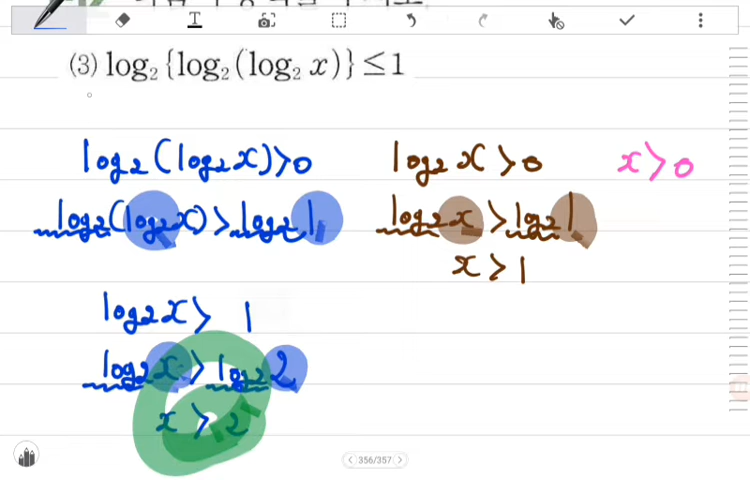 (3) log₂{log₂(log₂ x)}≤1
log₂(log₂x)>0
log₂x>0
x>0
log₂(log₂x)>log₂1
log₂x>log₂1
x>1
log₂x> 1
log₂x>log₂2
x>2
356/357